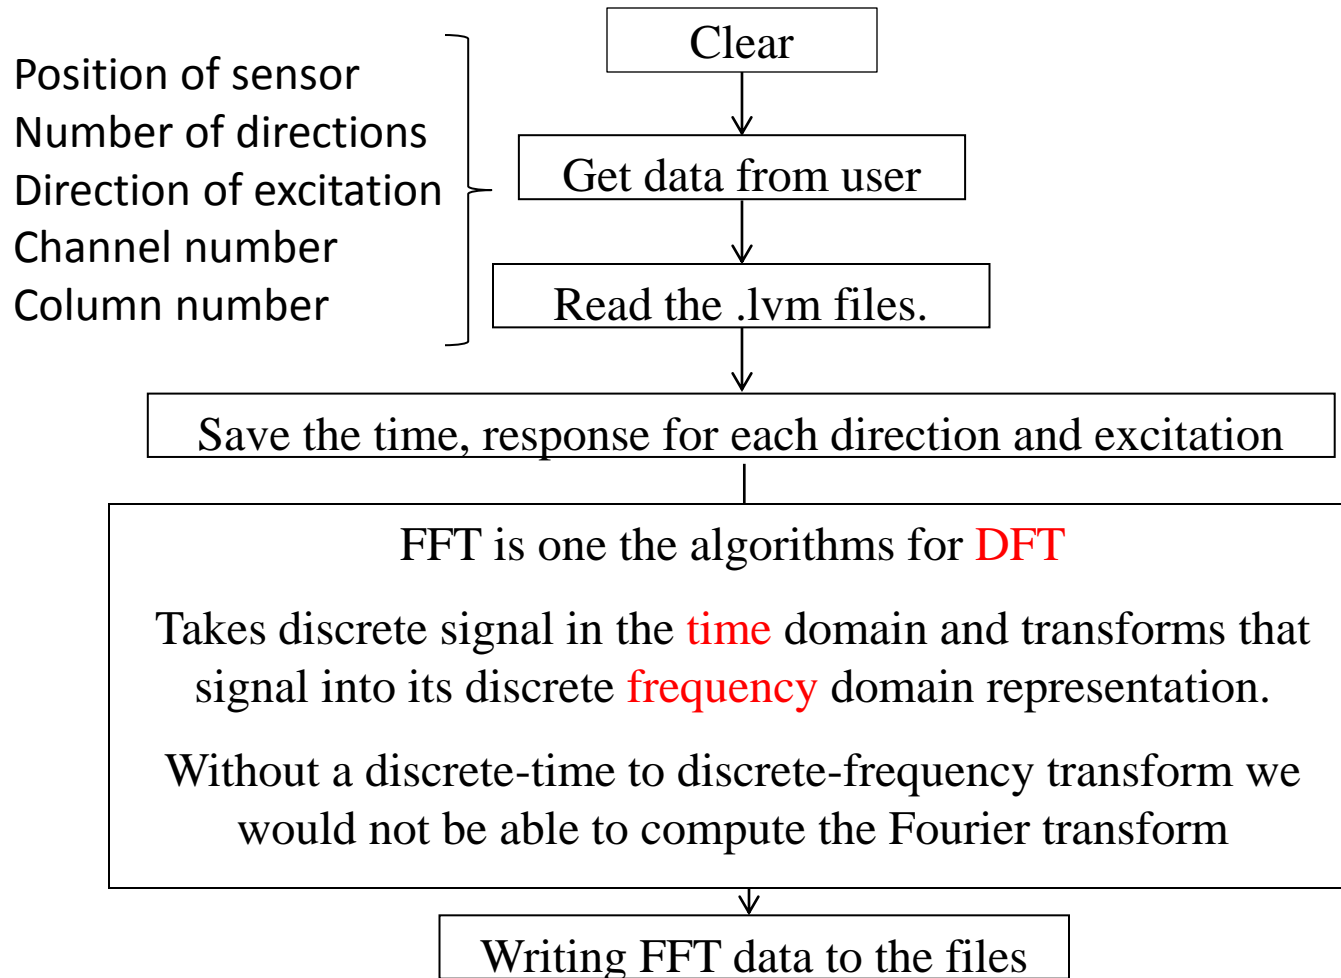 Clear
Position of sensor
Number of directions
Direction of excitation
Channel number
Column number
Get data from user
Read the .lvm files.
Save the time, response for each direction and excitation
FFT is one the algorithms for DFT
Takes discrete signal in the time domain and transforms that
signal into its discrete frequency domain representation.
Without a discrete-time to discrete-frequency transform we
would not be able to compute the Fourier transform
Writing FFT data to the files